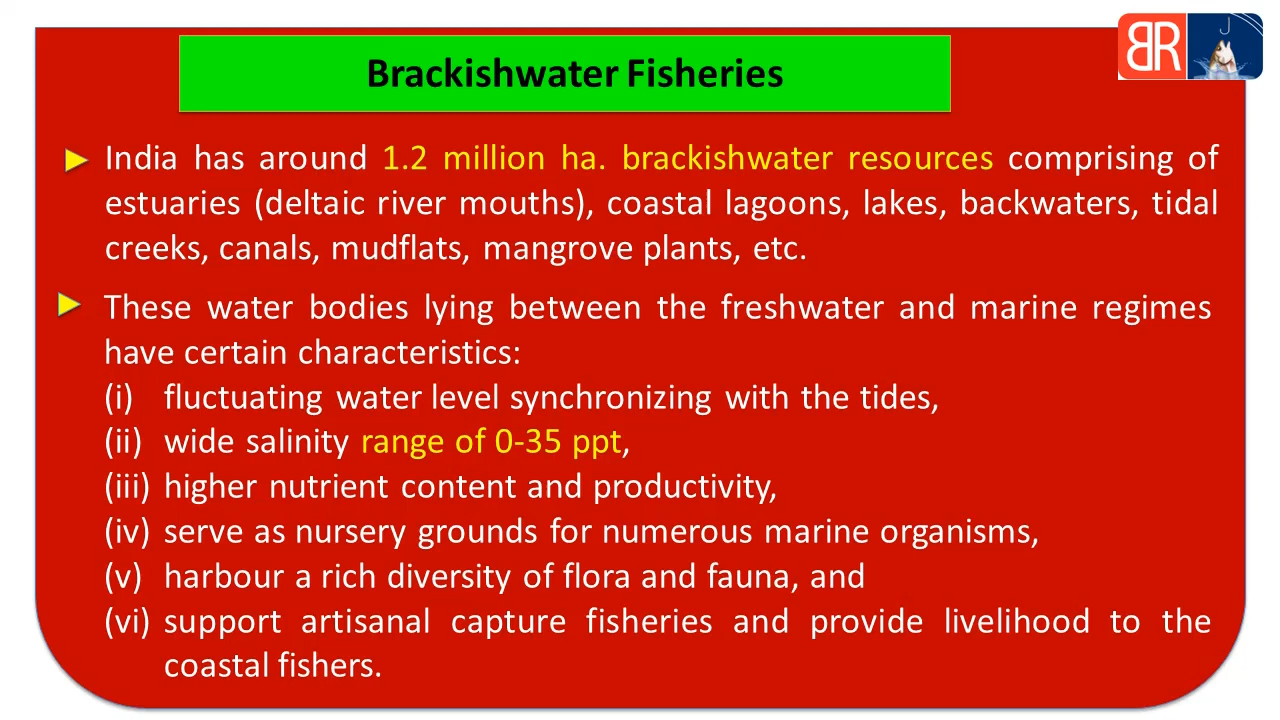 BR
Brackishwater Fisheries
India has around 1.2 million ha. brackishwater resources comprising of
estuaries (deltaic river mouths), coastal lagoons, lakes, backwaters, tidal
creeks, canals, mudflats, mangrove plants, etc.
These water bodies lying between the freshwater and marine regimes
have certain characteristics:
(i) fluctuating water level synchronizing with the tides,
(ii) wide salinity range of 0-35 ppt,
(iii) higher nutrient content and productivity,
(iv) serve as nursery grounds for numerous marine organisms,
(v) harbour a rich diversity of flora and fauna, and
(vi) support artisanal capture fisheries and provide livelihood to the
coastal fishers.